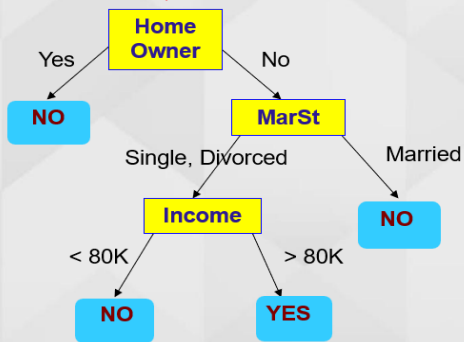 Home
Owner
Yes
No
NO
MarSt
Single, Divorced
Married
Income
NO
< 80K
> 80K
NO
YES